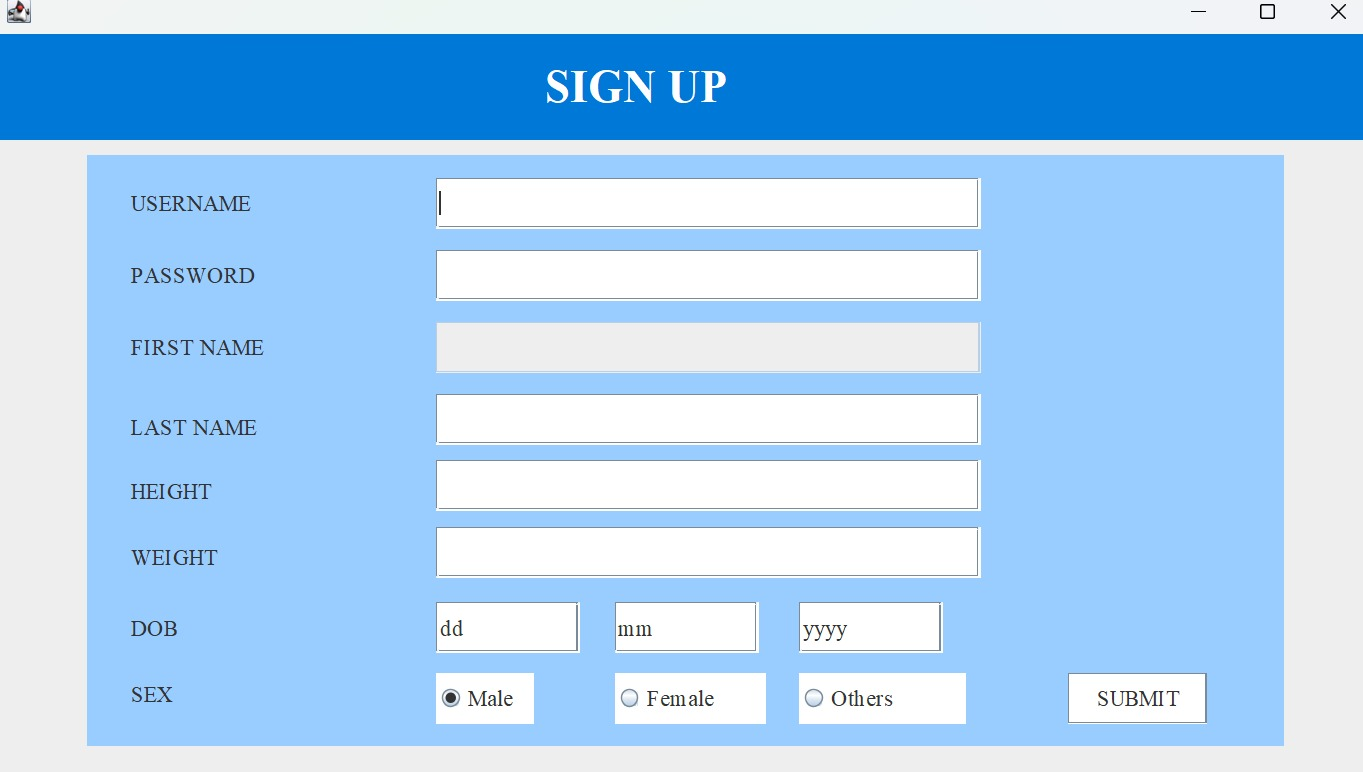 SIGN UP
USERNAME
PASSWORD
FIRST NAME
LAST NAME
HEIGHT
WEIGHT
DOB dd mm yyyy
SEX Male Female Others SUBMIT